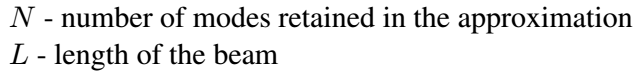 N - number of modes retained in the approximation
L - length of the beam